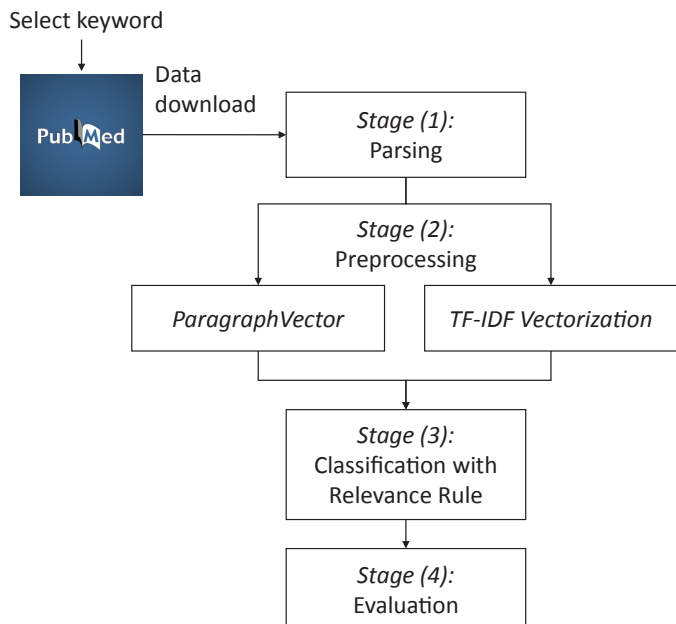 Select keyword
Data
download
PubMed
Stage (1):
Parsing
Stage (2):
Preprocessing
ParagraphVector
TF-IDF Vectorization
Stage (3):
Classification with
Relevance Rule
Stage (4):
Evaluation